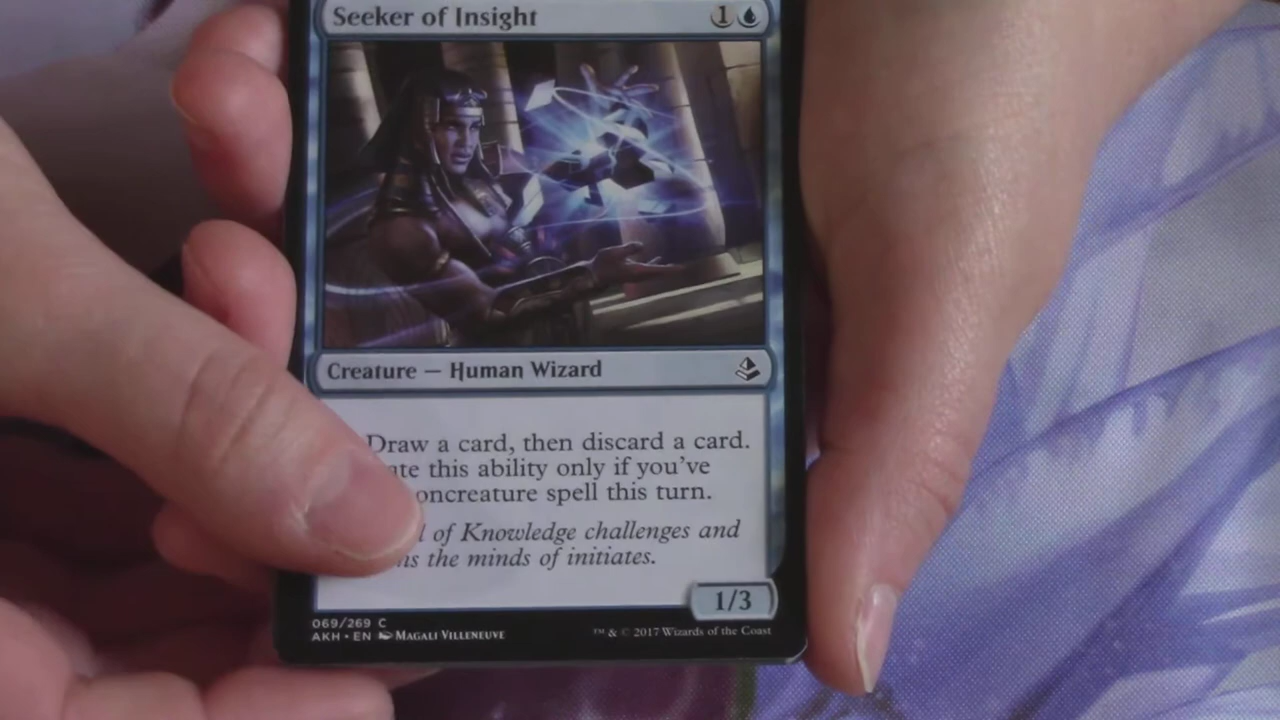 Seeker of Insight 1
Creature — Human Wizard
Draw a card, then discard a card.
this ability only if you've
spell this turn.
of Knowledge challenges and
the minds of initiates.
1/3
069/269 C
AKH • EN MAGALI VILLENEUVE
™ & © 2017 Wizards of the Coast